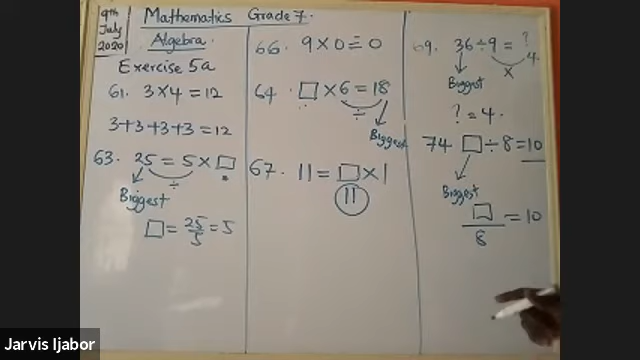 9th
July
2020
Mathematics Grade 7.
Algebra
Exercise 5a
61. 3 × 4 = 12
3+3+3+3 = 12
63. 25 = 5 × □
÷
Biggest
□ = 25/5 = 5
66. 9 × 0 = 0
64. □ × 6 = 18
÷
Biggest
67. 11 = □ × 1
11
69. 36 ÷ 9 = ?
4
×
Biggest
? = 4.
74 □ ÷ 8 = 10
Biggest
□/8 = 10
Jarvis Ijabor